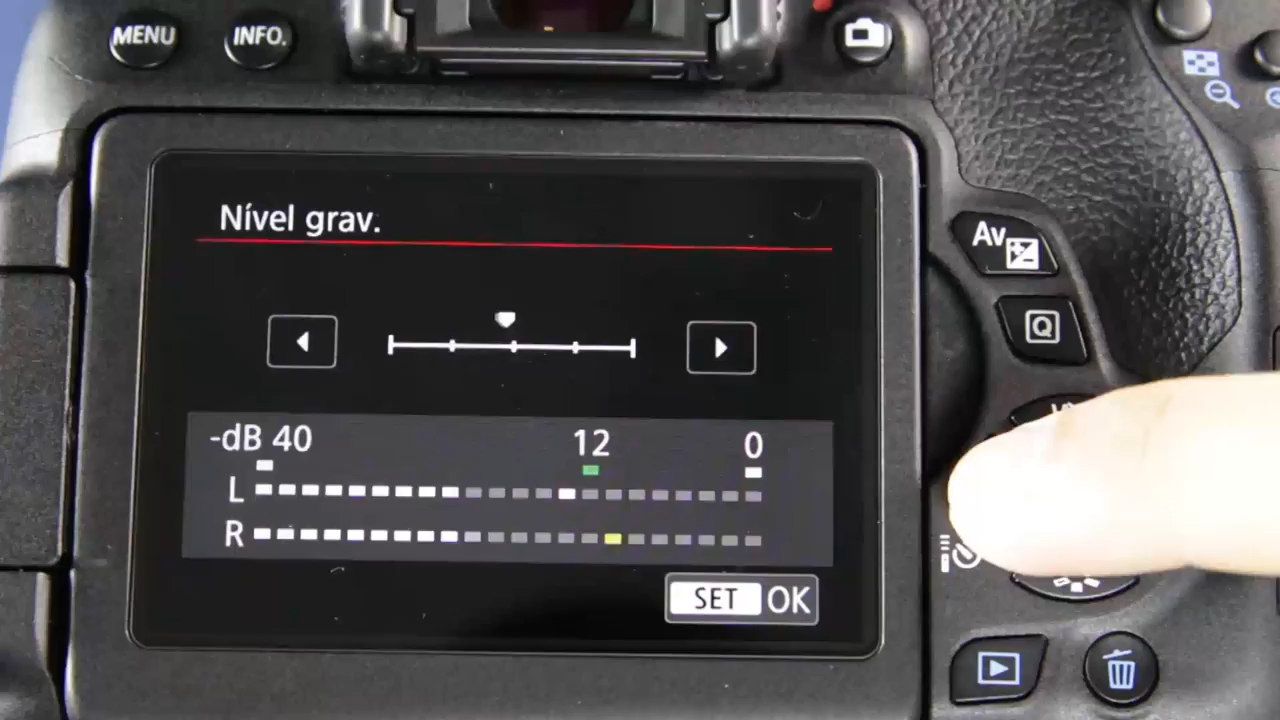 MENU INFO.
Nível grav.
Av
Q
-dB 40 12 0
L
R
SET OK